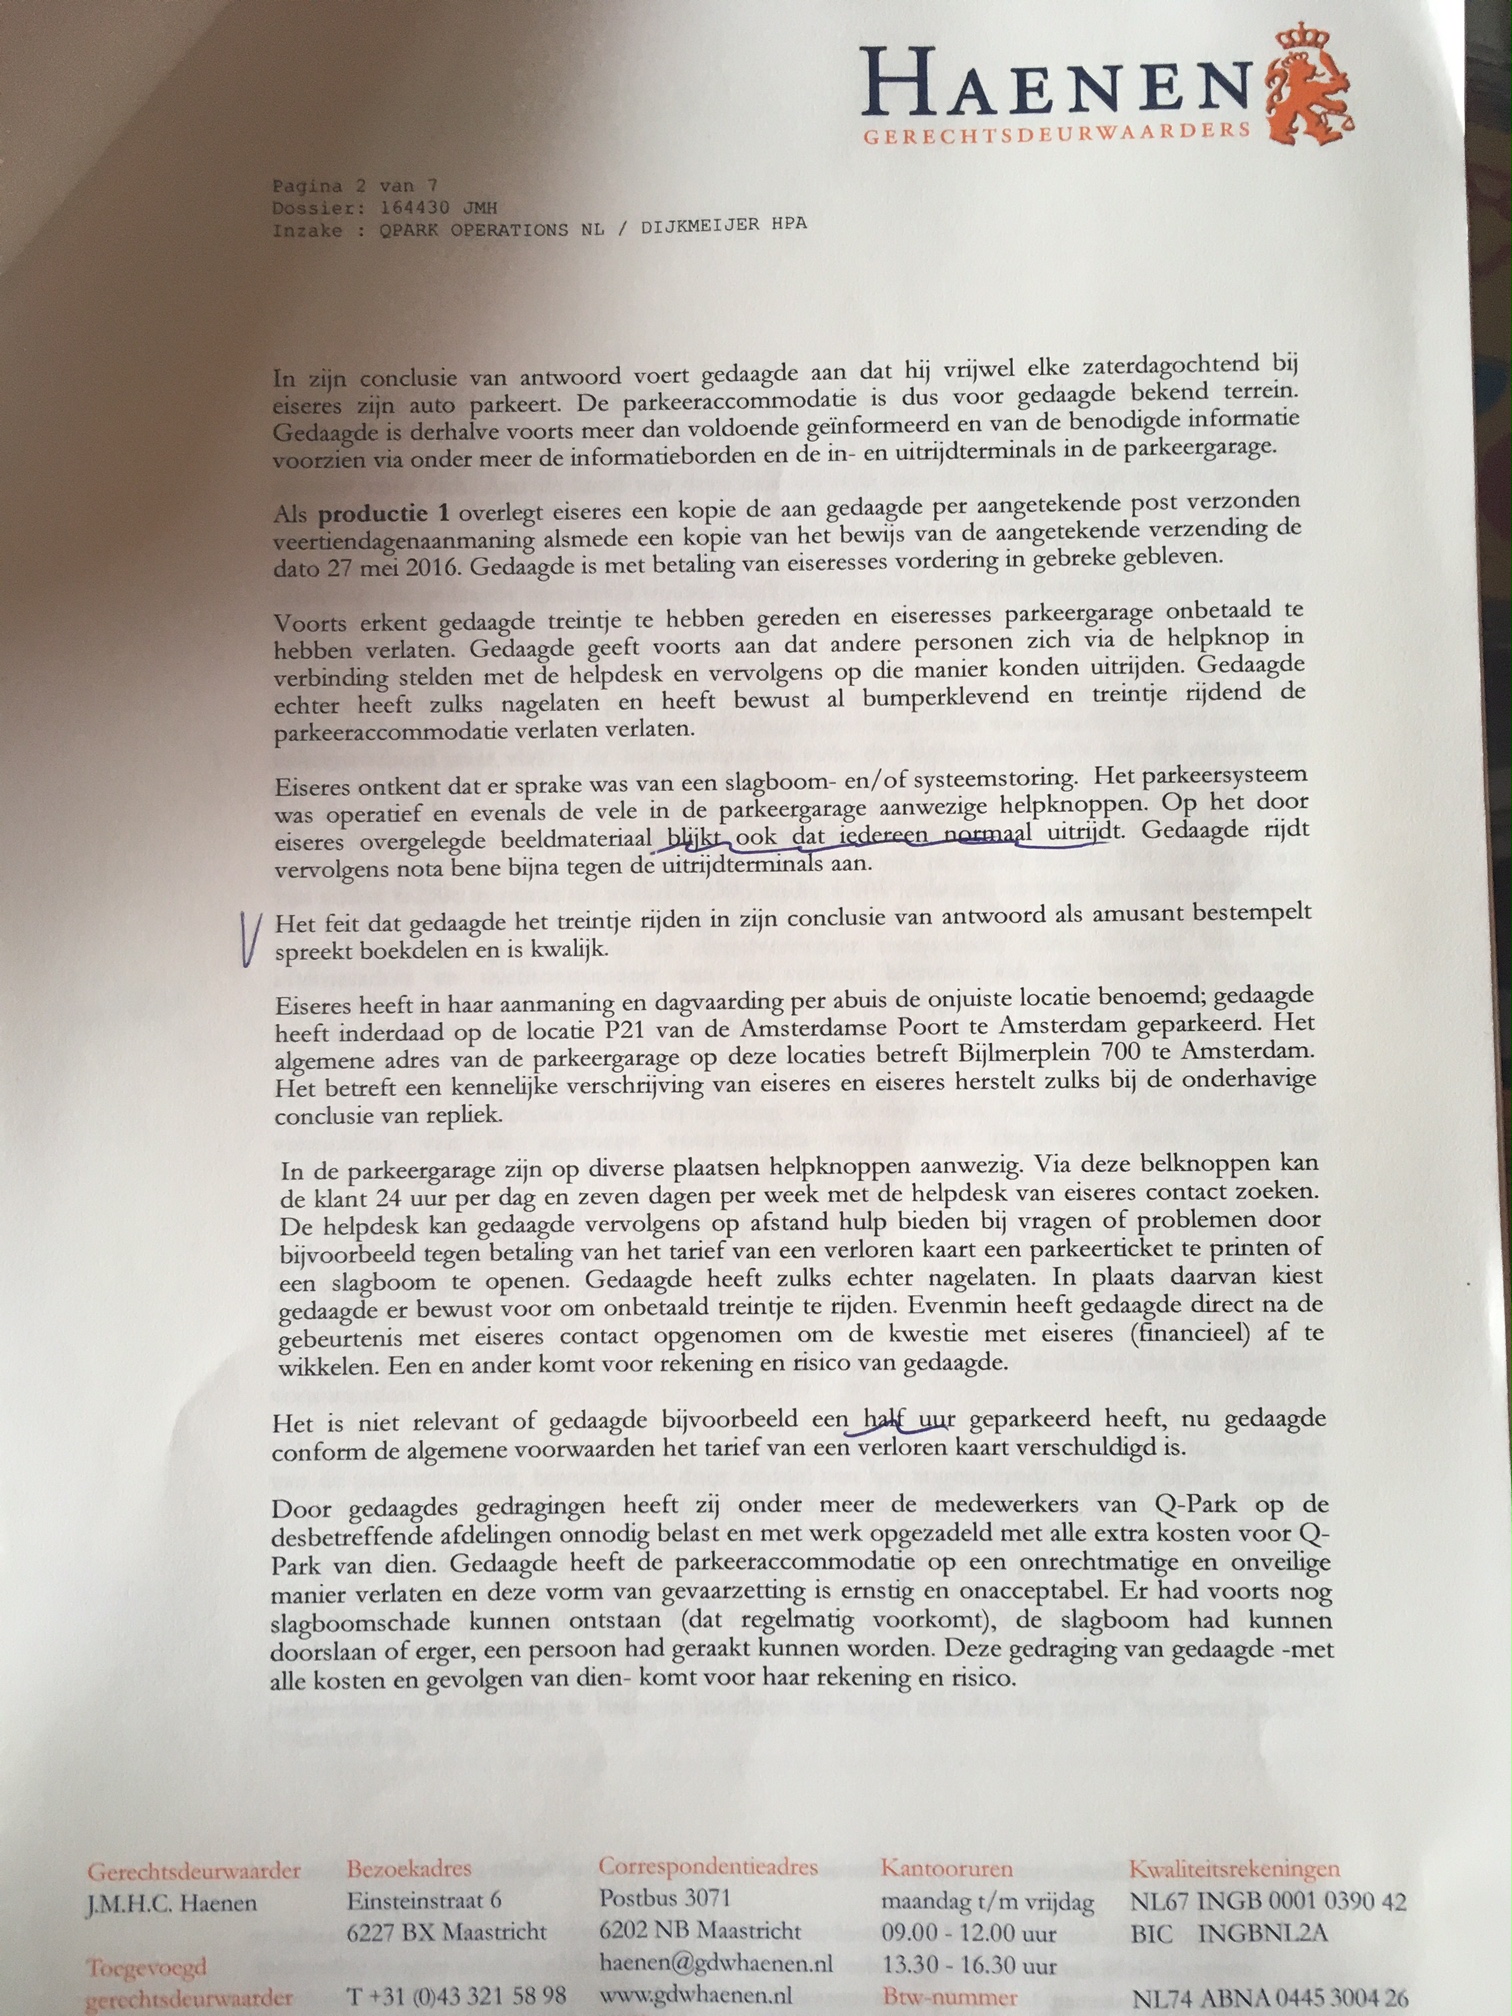 HAENEN
GERECHTSDEURWAARDERS
Pagina 2 van 7
Dossier: 164430 JMH
Inzake : QPARK OPERATIONS NL / DIJKMEIJER HPA
In zijn conclusie van antwoord voert gedaagde aan dat hij vrijwel elke zaterdagochtend bij
eiseres zijn auto parkeert. De parkeeraccommodatie is dus voor gedaagde bekend terrein.
Gedaagde is derhalve voorts meer dan voldoende geïnformeerd en van de benodigde informatie
voorzien via onder meer de informatieborden en de in- en uitrijdterminals in de parkeergarage.
Als productie 1 overlegt eiseres een kopie de aan gedaagde per aangetekende post verzonden
veertiendagenaanmaning alsmede een kopie van het bewijs van de aangetekende verzending de
dato 27 mei 2016. Gedaagde is met betaling van eiseresses vordering in gebreke gebleven.
Voorts erkent gedaagde treintje te hebben gereden en eiseresses parkeergarage onbetaald te
hebben verlaten. Gedaagde geeft voorts aan dat andere personen zich via de helpknop in
verbinding stelden met de helpdesk en vervolgens op die manier konden uitrijden. Gedaagde
echter heeft zulks nagelaten en heeft bewust al bumperklevend en treintje rijdend de
parkeeraccommodatie verlaten verlaten.
Eiseres ontkent dat er sprake was van een slagboom- en/of systeemstoring. Het parkeersysteem
was operatief en evenals de vele in de parkeergarage aanwezige helpknoppen. Op het door
eiseres overgelegde beeldmateriaal blijkt ook dat iedereen normaal uitrijdt. Gedaagde rijdt
vervolgens nota bene bijna tegen de uitrijdterminals aan.
Het feit dat gedaagde het treintje rijden in zijn conclusie van antwoord als amusant bestempelt
spreekt boekdelen en is kwalijk.
Eiseres heeft in haar aanmaning en dagvaarding per abuis de onjuiste locatie benoemd; gedaagde
heeft inderdaad op de locatie P21 van de Amsterdamse Poort te Amsterdam geparkeerd. Het
algemene adres van de parkeergarage op deze locaties betreft Bijlmerplein 700 te Amsterdam.
Het betreft een kennelijke verschrijving van eiseres en eiseres herstelt zulks bij de onderhavige
conclusie van repliek.
In de parkeergarage zijn op diverse plaatsen helpknoppen aanwezig. Via deze belknoppen kan
de klant 24 uur per dag en zeven dagen per week met de helpdesk van eiseres contact zoeken.
De helpdesk kan gedaagde vervolgens op afstand hulp bieden bij vragen of problemen door
bijvoorbeeld tegen betaling van het tarief van een verloren kaart een parkeerticket te printen of
een slagboom te openen. Gedaagde heeft zulks echter nagelaten. In plaats daarvan kiest
gedaagde er bewust voor om onbetaald treintje te rijden. Evenmin heeft gedaagde direct na de
gebeurtenis met eiseres contact opgenomen om de kwestie met eiseres (financieel) af te
wikkelen. Een en ander komt voor rekening en risico van gedaagde.
Het is niet relevant of gedaagde bijvoorbeeld een half uur geparkeerd heeft, nu gedaagde
conform de algemene voorwaarden het tarief van een verloren kaart verschuldigd is.
Door gedaagdes gedragingen heeft zij onder meer de medewerkers van Q-Park op de
desbetreffende afdelingen onnodig belast en met werk opgezadeld met alle extra kosten voor Q-
Park van dien. Gedaagde heeft de parkeeraccommodatie op een onrechtmatige en onveilige
manier verlaten en deze vorm van gevaarzetting is ernstig en onacceptabel. Er had voorts nog
slagboomschade kunnen ontstaan (dat regelmatig voorkomt), de slagboom had kunnen
doorslaan of erger, een persoon had geraakt kunnen worden. Deze gedraging van gedaagde -met
alle kosten en gevolgen van dien- komt voor haar rekening en risico.
Gerechtsdeurwaarder
J.M.H.C. Haenen
Toegevoegd
gerechtsdeurwaarder
Bezoekadres
Einsteinstraat 6
6227 BX Maastricht
T +31 (0)43 321 58 98
Correspondentieadres
Postbus 3071
6202 NB Maastricht
haenen@gdwhaenen.nl
www.gdwhaenen.nl
Kantooruren
maandag t/m vrijdag
09.00 - 12.00 uur
13.30 - 16.30 uur
Btw-nummer
Kwaliteitsrekeningen
NL67 INGB 0001 0390 42
BIC INGBNL2A
NL74 ABNA 0445 3004 26